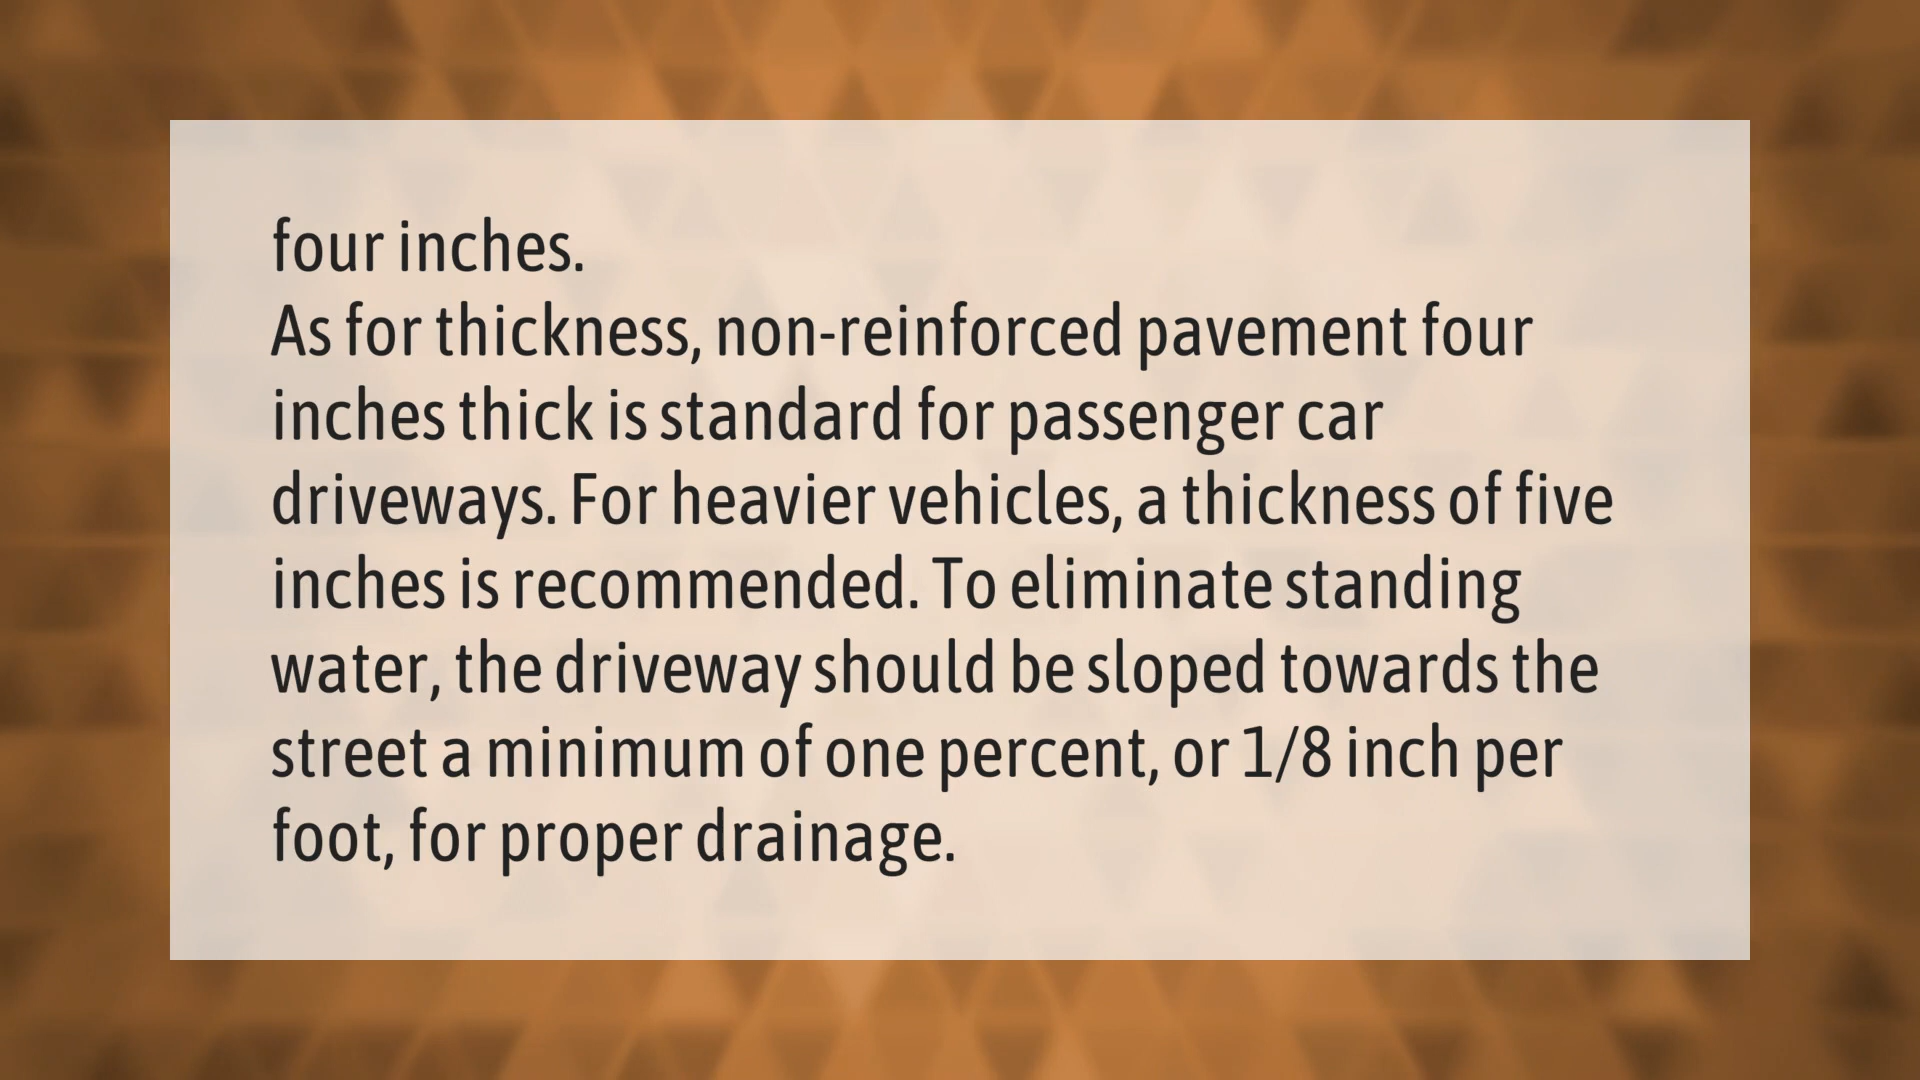 four inches.
As for thickness, non-reinforced pavement four
inches thick is standard for passenger car
driveways. For heavier vehicles, a thickness of five
inches is recommended. To eliminate standing
water, the driveway should be sloped towards the
street a minimum of one percent, or 1/8 inch per
foot, for proper drainage.